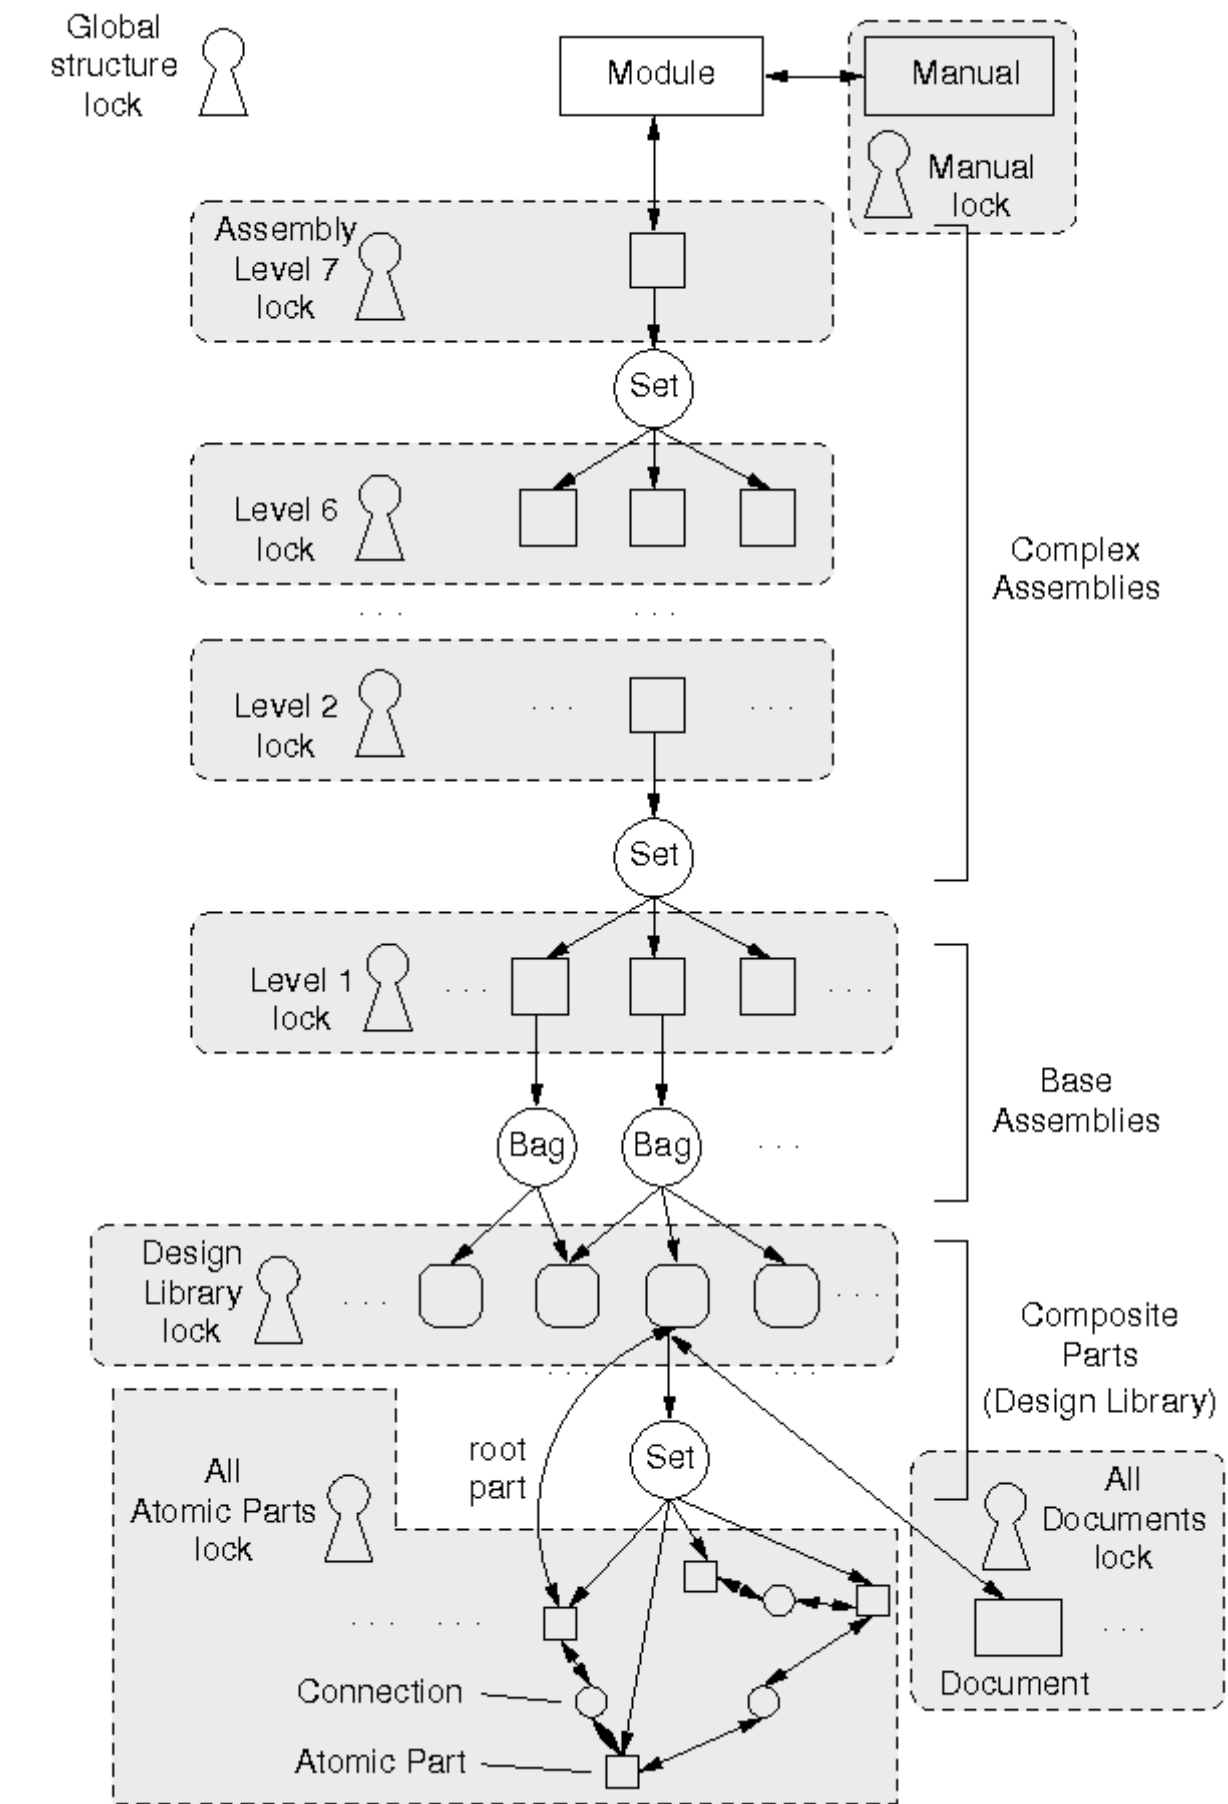 Global
structure
lock
Module
Manual
Manual
lock
Assembly
Level 7
lock
Set
Level 6
lock
Complex
Assemblies
. . .
. . .
Level 2
lock
. . .
. . .
Set
Level 1
lock
. . .
. . .
Base
Assemblies
Bag
Bag
. . .
Design
Library
lock
. . .
. . .
Composite
Parts
(Design Library)
. . .
. . .
root
part
Set
All
Atomic Parts
lock
All
Documents
lock
. . .
. . .
. . .
Document
Connection
Atomic Part